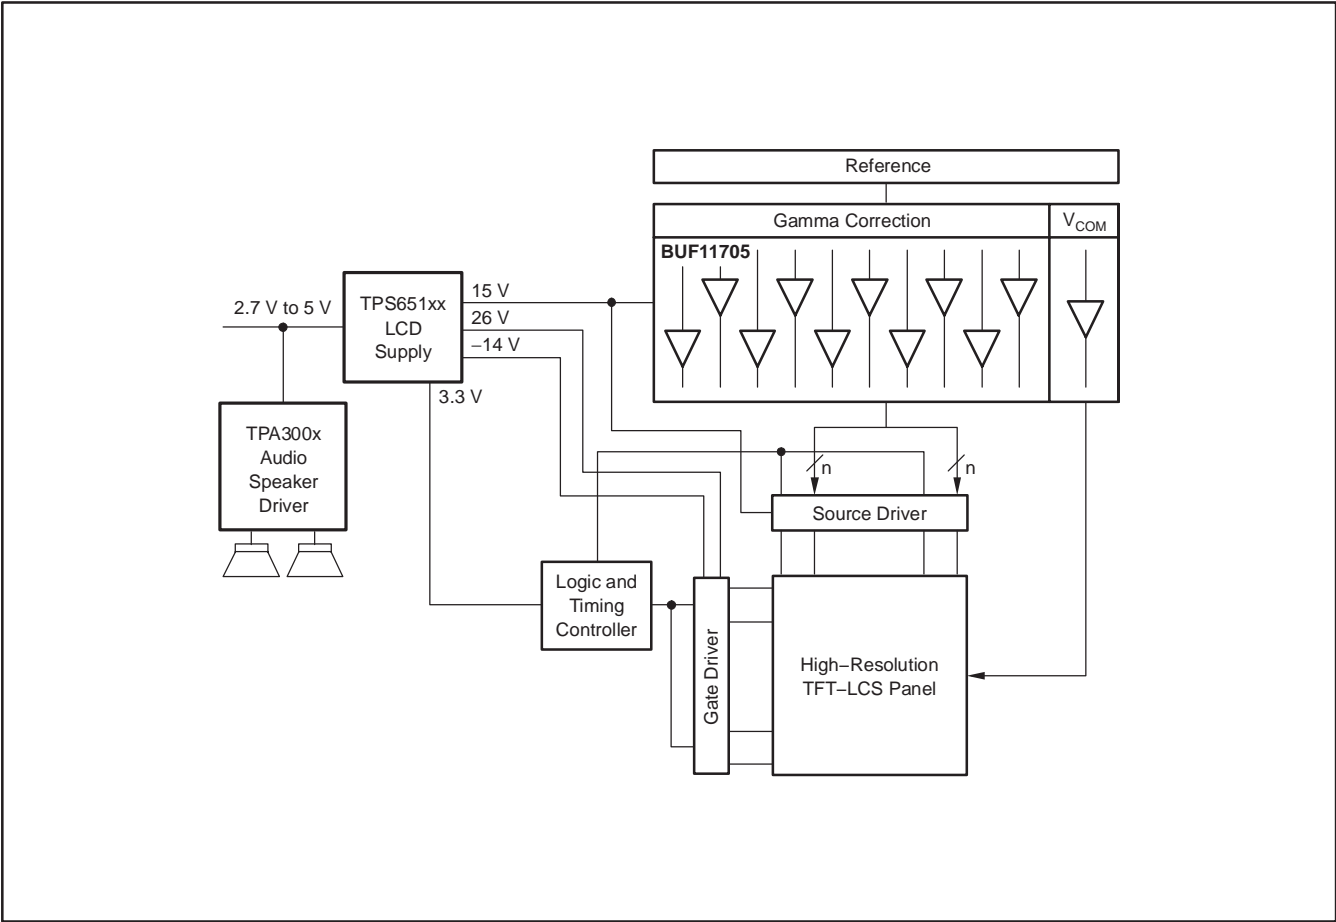 Reference
Gamma Correction
VCOM
BUF11705
2.7 V to 5 V
TPS651xx
LCD
Supply
15 V
26 V
−14 V
3.3 V
TPA300x
Audio
Speaker
Driver
n
n
Source Driver
Logic and
Timing
Controller
Gate Driver
High−Resolution
TFT−LCS Panel